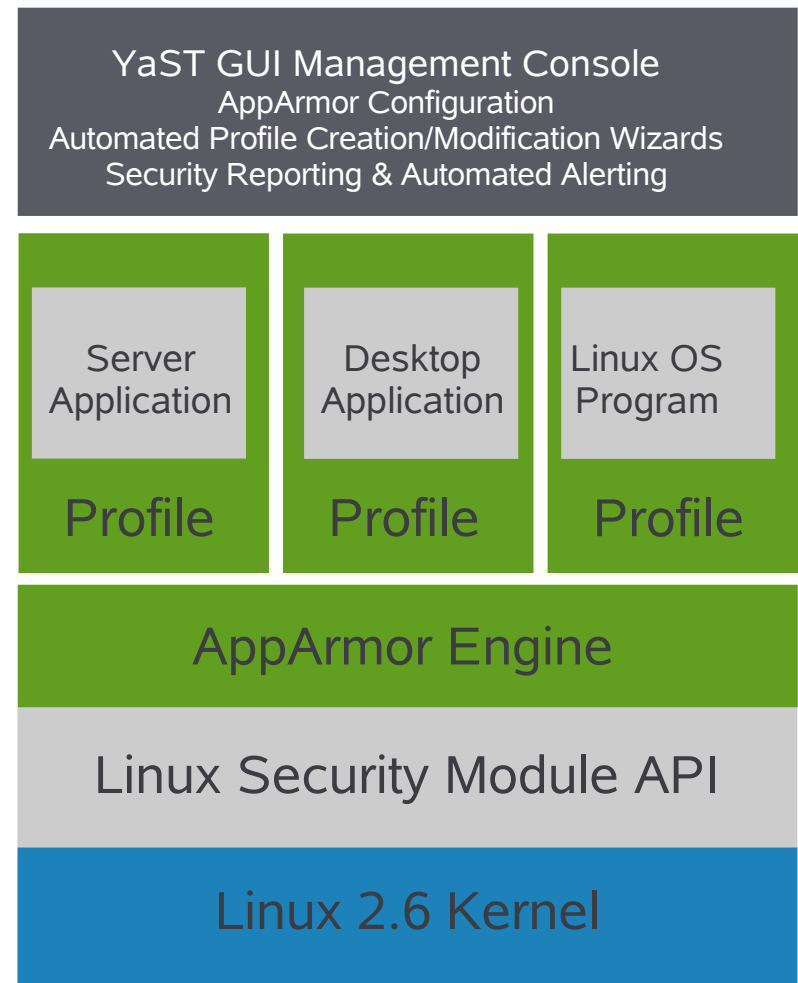 YaST GUI Management Console
AppArmor Configuration
Automated Profile Creation/Modification Wizards
Security Reporting & Automated Alerting
Server
Application
Profile
Desktop
Application
Profile
Linux OS
Program
Profile
AppArmor Engine
Linux Security Module API
Linux 2.6 Kernel